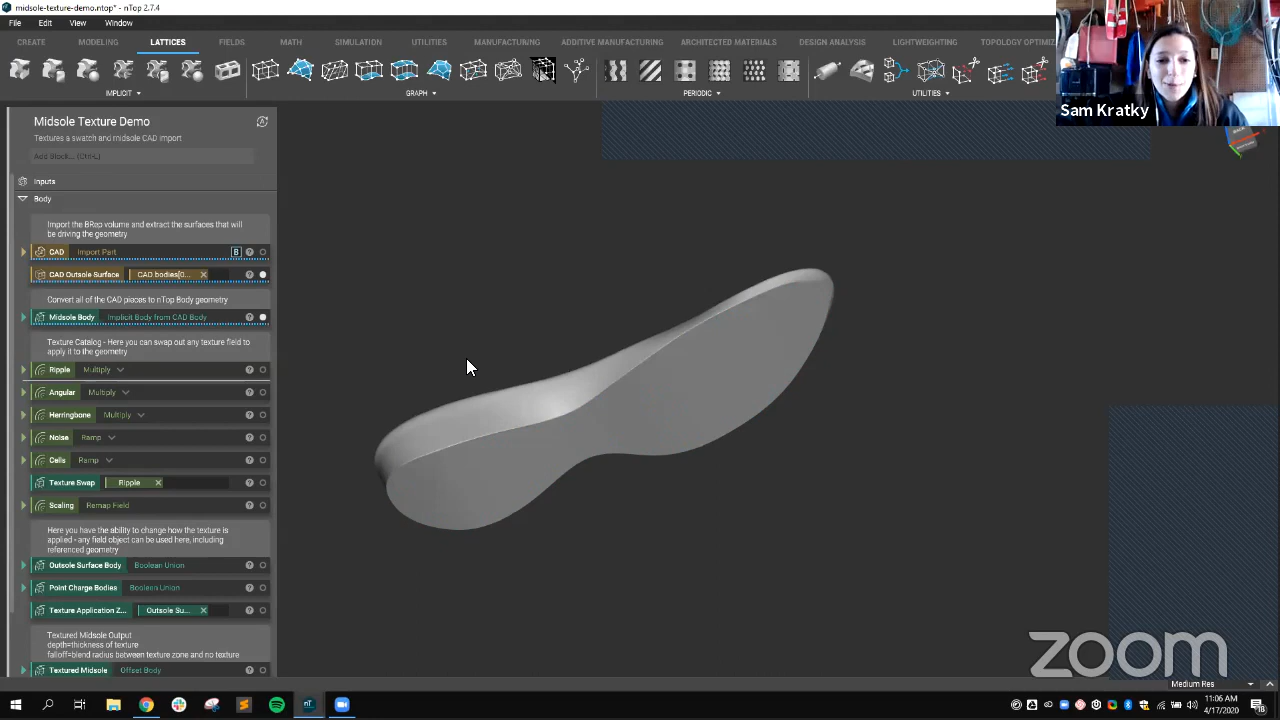 midsole-texture-demo.ntop* - nTop 2.7.4
File Edit View Window
CREATE MODELING LATTICES FIELDS MATH SIMULATION UTILITIES MANUFACTURING ADDITIVE MANUFACTURING ARCHITECTED MATERIALS DESIGN ANALYSIS LIGHTWEIGHTING TOPOLOGY OPTIMIZ
IMPLICIT GRAPH PERIODIC UTILITIES
Sam Kratky
Midsole Texture Demo
Textures a swatch and midsole CAD import
Add Block... (Ctrl-L)
Inputs
Body
Import the BRep volume and extract the surfaces that will
be driving the geometry
CAD Import Part B
CAD Outsole Surface CAD bodies[0...
Convert all of the CAD pieces to nTop Body geometry
Midsole Body Implicit Body from CAD Body
Texture Catalog - Here you can swap out any texture field to
apply it to the geometry
Ripple Multiply
Angular Multiply
Herringbone Multiply
Noise Ramp
Cells Ramp
Texture Swap Ripple
Scaling Remap Field
Here you have the ability to change how the texture is
applied - any field object can be used here, including
referenced geometry
Outsole Surface Body Boolean Union
Point Charge Bodies Boolean Union
Texture Application Z... Outsole Su...
Textured Midsole Output
depth=thickness of texture
falloff=blend radius between texture zone and no texture
Textured Midsole Offset Body
zoom
Medium Res
11:06 AM
4/17/2020